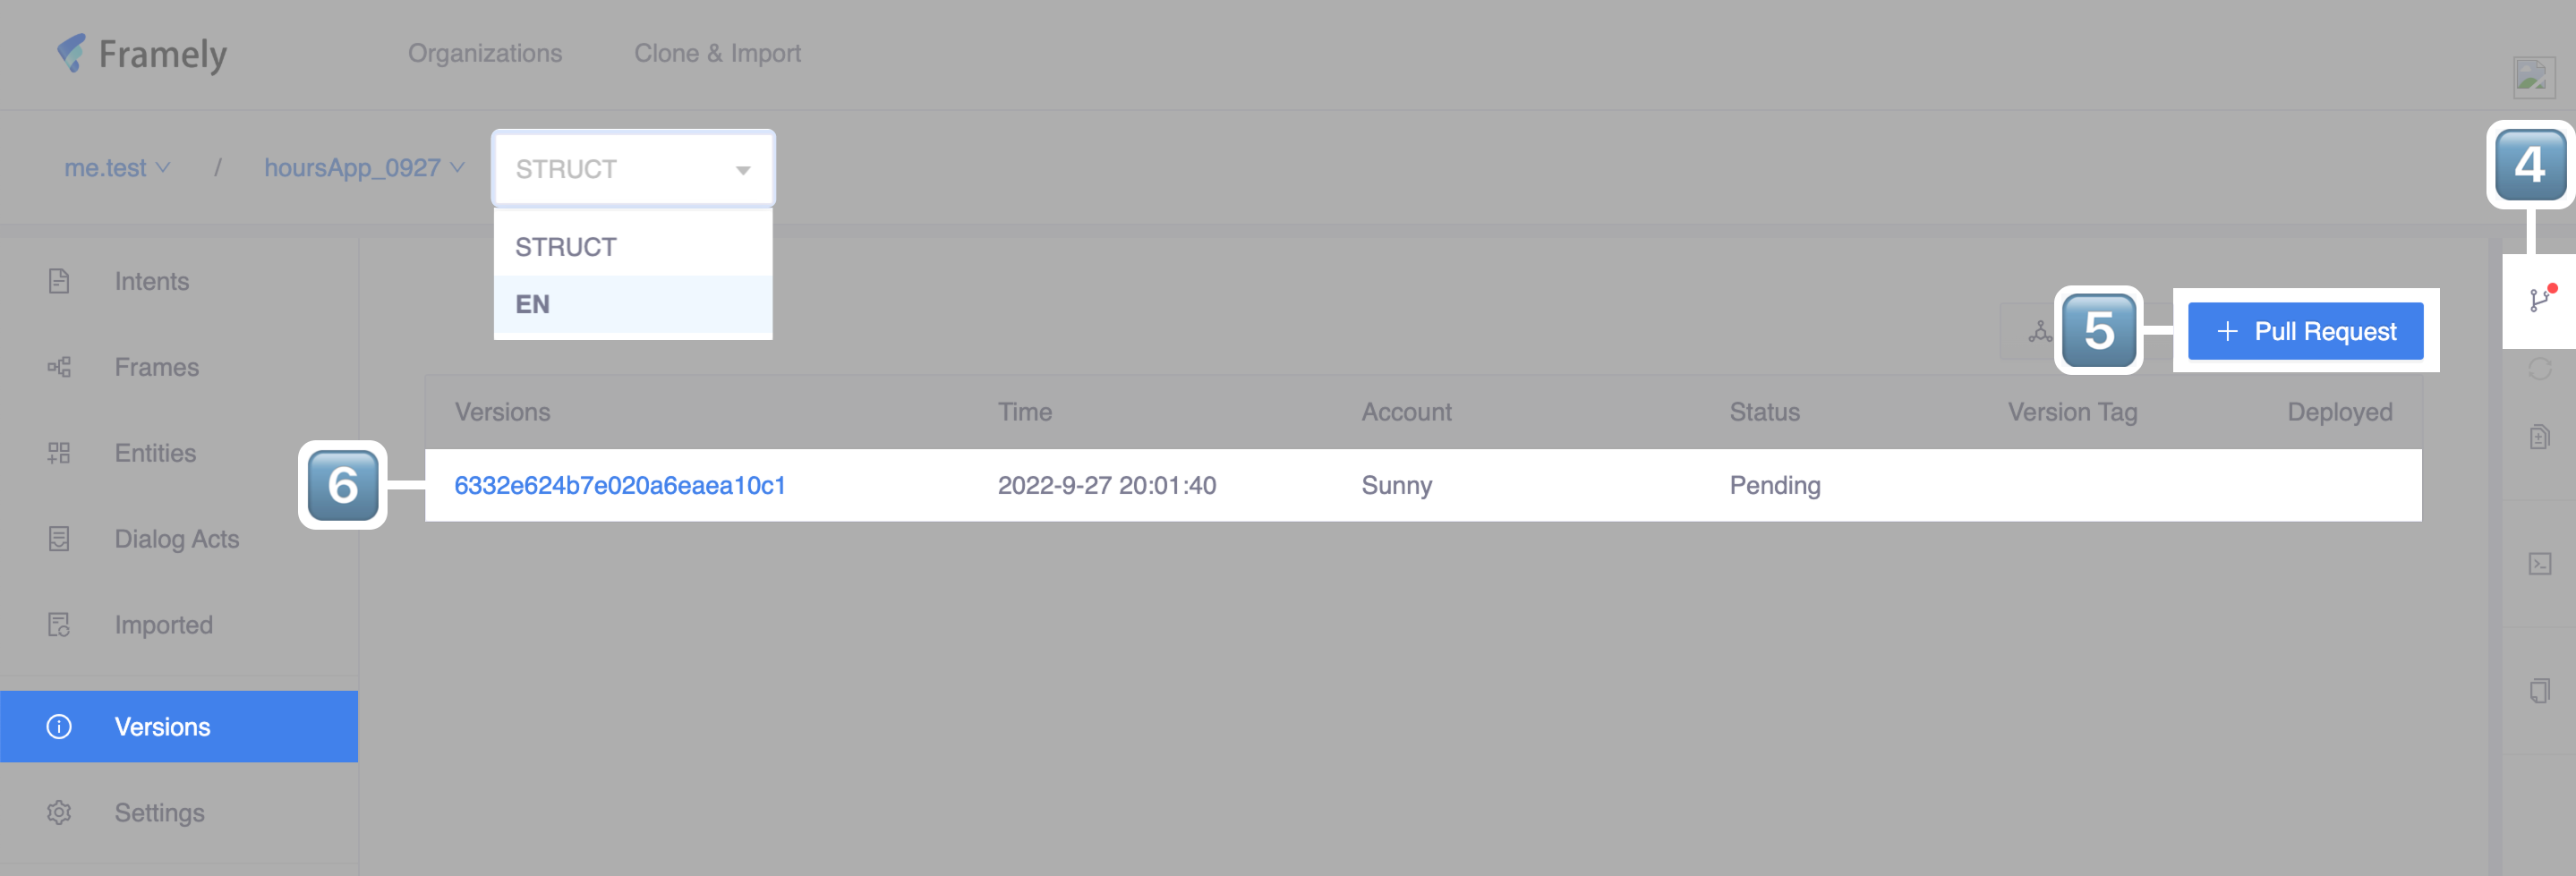 Framely
Organizations
Clone & Import
me.test / hoursApp_0927
STRUCT
STRUCT
EN
4
Intents
Frames
Entities
Dialog Acts
Imported
Versions
Settings
5
+ Pull Request
Versions Time Account Status Version Tag Deployed
6
6332e624b7e020a6eaea10c1 2022-9-27 20:01:40 Sunny Pending